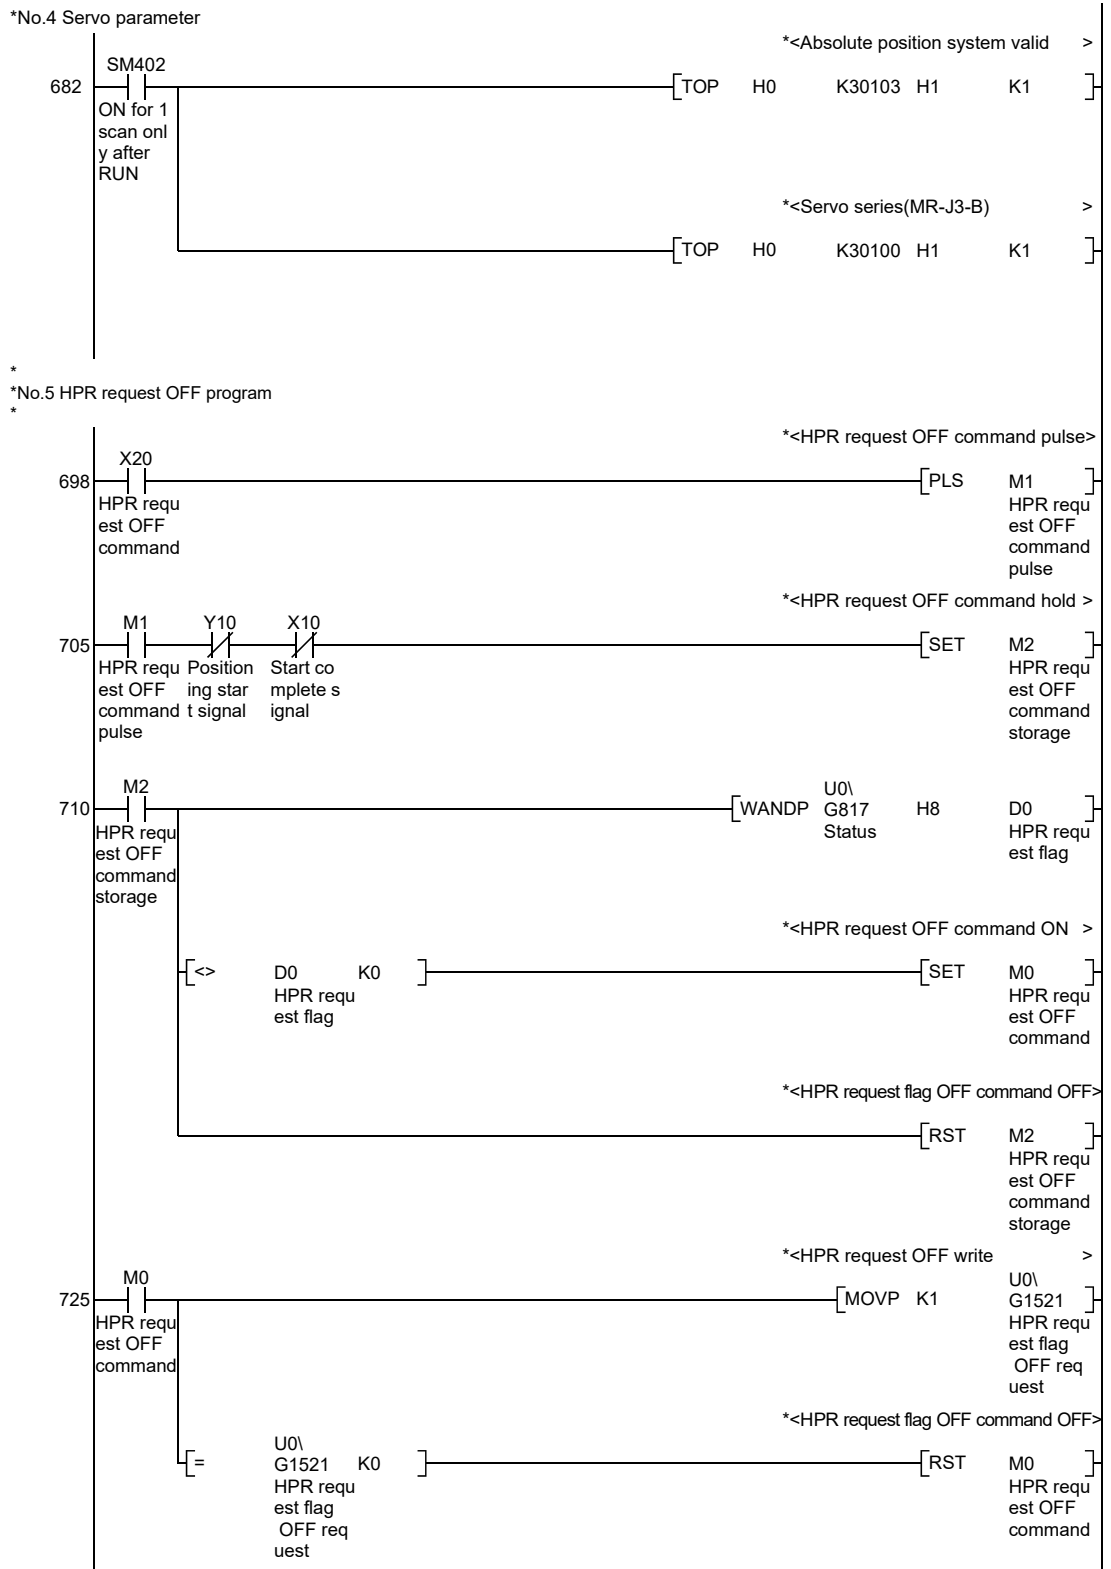 *No.4 Servo parameter
*<Absolute position system valid >
SM402
682
TOP H0 K30103 H1 K1
ON for 1
scan onl
y after
RUN
*<Servo series(MR-J3-B) >
TOP H0 K30100 H1 K1
*
*No.5 HPR request OFF program
*
*<HPR request OFF command pulse>
X20
698
PLS M1
HPR requ
est OFF
command
HPR requ
est OFF
command
pulse
*<HPR request OFF command hold >
M1 Y10 X10
705
SET M2
HPR requ
est OFF
command
pulse
Position
ing star
t signal
Start co
mplete s
ignal
HPR requ
est OFF
command
storage
M2
710
WANDP U0\
G817 H8 D0
Status
HPR requ
est OFF
command
storage
HPR requ
est flag
*<HPR request OFF command ON >
<> D0 K0
SET M0
HPR requ
est flag
HPR requ
est OFF
command
*<HPR request flag OFF command OFF>
RST M2
HPR requ
est OFF
command
storage
*<HPR request OFF write >
M0
725
MOVP K1 U0\
G1521
HPR requ
est OFF
command
HPR requ
est flag
OFF req
uest
*<HPR request flag OFF command OFF>
= U0\
G1521 K0
RST M0
HPR requ
est flag
OFF req
uest
HPR requ
est OFF
command